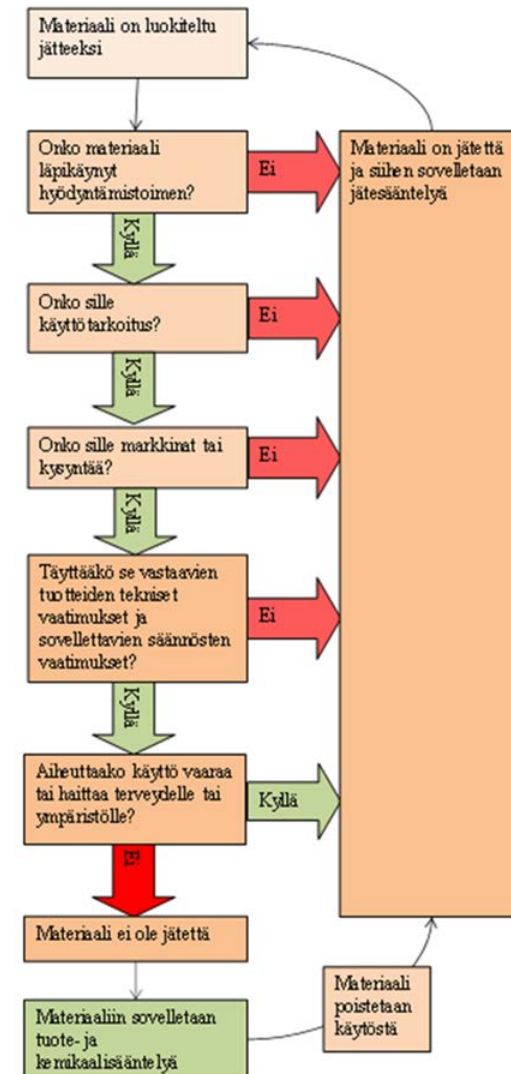 Materiaali on luokiteltu
jätteeksi
Onko materiaali
läpikäynyt
hyödyntämistoimen?
Ei
Materiaali on jätettä
ja siihen sovelletaan
jätesääntelyä
Kyllä
Onko sille
käyttötarkoitus?
Ei
Kyllä
Onko sille markkinat tai
kysyntää?
Ei
Kyllä
Täyttääkö se vastaavien
tuotteiden tekniset
vaatimukset ja
sovellettavien säännösten
vaatimukset?
Ei
Kyllä
Aiheuttaako käyttö vaaraa
tai haittaa terveydelle tai
ympäristölle?
Kyllä
Ei
Materiaali ei ole jätettä
Materiaaliin sovelletaan
tuote- ja
kemikaalisääntelyä
Materiaali
poistetaan
käytöstä